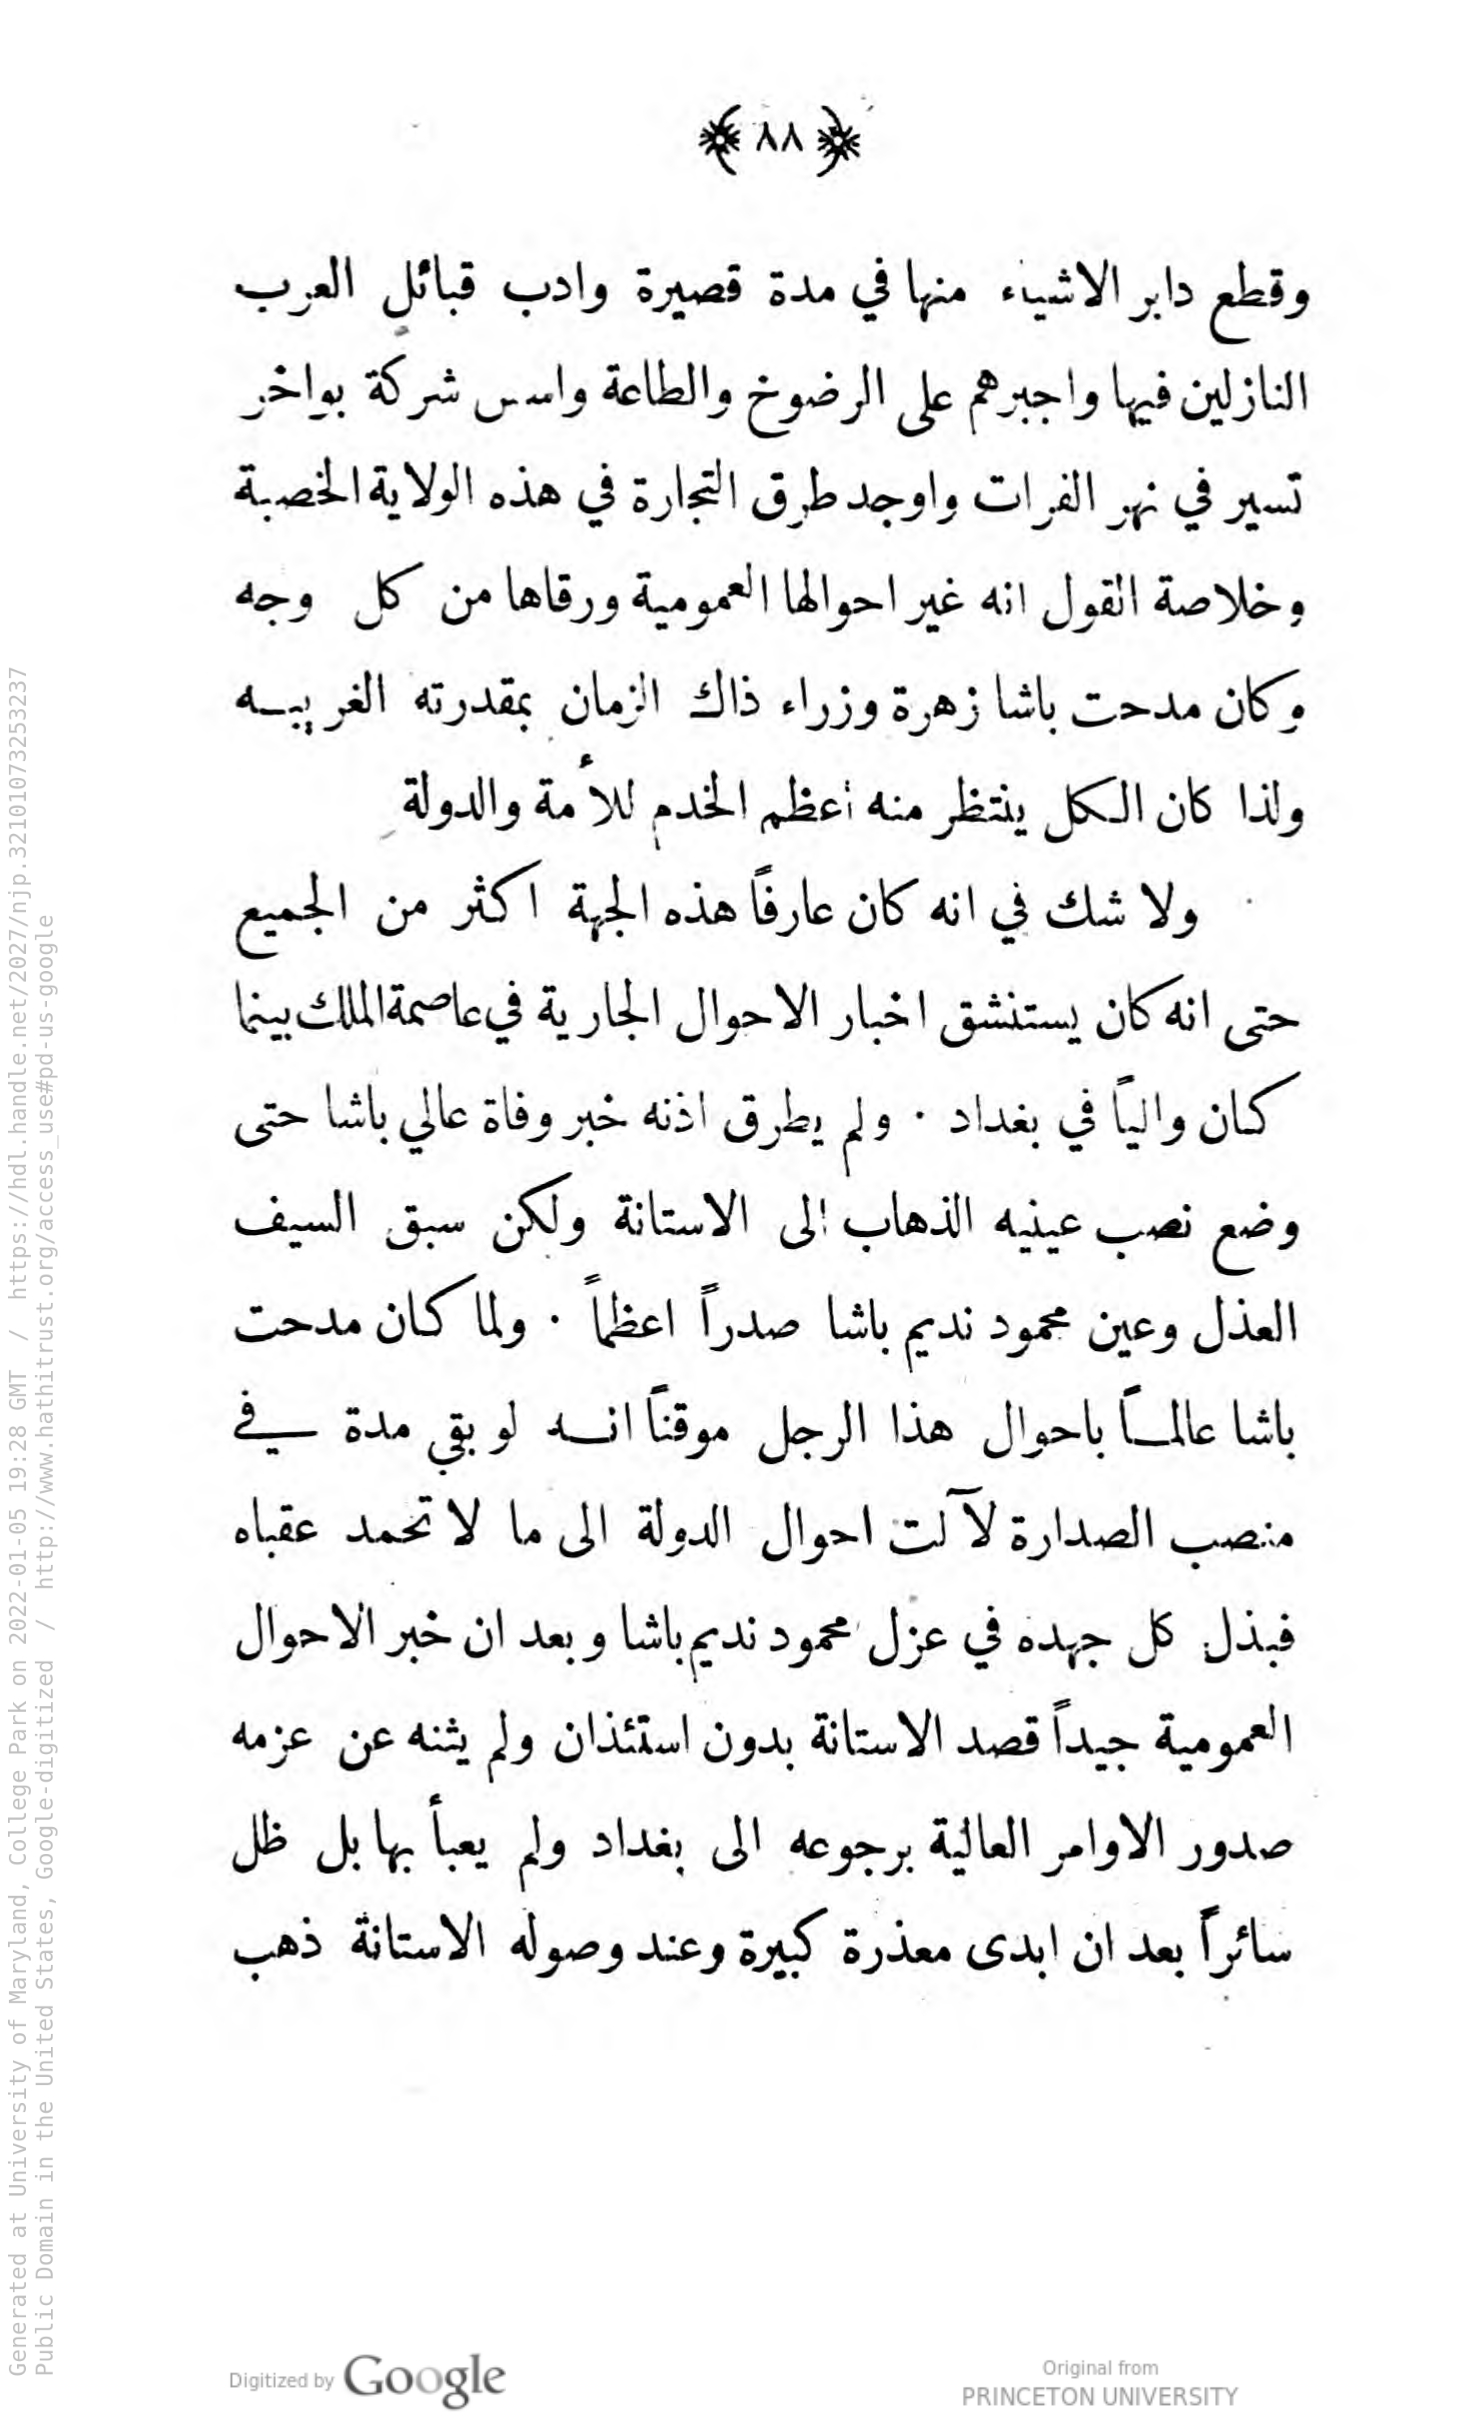 ﴿ ٨٨ ﴾
وقطع دابر الاشياء منها في مدة قصيرة وادب قبائل العرب
النازلين فيها واجبرهم على الرضوخ والطاعة واسس شركة بواخر
تسير في نهر الفرات واوجد طرق التجارة في هذه الولاية الخصبة
وخلاصة القول انه غير احوالها العمومية ورقاها من كل وجه
وكان مدحت باشا زهرة وزراء ذاك الزمان بمقدرته الغريبـه
ولذا كان الكل ينتظر منه أعظم الخدم للأمة والدولة
ولا شك في انه كان عارفاً هذه الجهة اكثر من الجميع
حتى انه كان يستنشق اخبار الاحوال الجارية في عاصمة الملك بينما
كان والياً في بغداد · ولم يطرق اذنه خبر وفاة عالي باشا حتى
وضع نصب عينيه الذهاب الى الاستانة ولكن سبق السيف
العذل وعين محمود نديم باشا صدراً اعظماً · ولما كان مدحت
باشا عالمـاً باحوال هذا الرجل موقناً انـه لو بقي مدة في
منصب الصدارة لآلت احوال الدولة الى ما لا تحمد عقباه
فبذل كل جهده في عزل محمود نديم باشا وبعد ان خبر الاحوال
العمومية جيداً قصد الاستانة بدون استئذان ولم يثنه عن عزمه
صدور الاوامر العالية برجوعه الى بغداد ولم يعبأ بها بل ظل
سائراً بعد ان ابدى معذرة كبيرة وعند وصوله الاستانة ذهب
Digitized by Google
Original from
PRINCETON UNIVERSITY
Generated at University of Maryland, College Park on 2022-01-05 19:28 GMT / https://hdl.handle.net/2027/njp.32101073253237
Public Domain in the United States, Google-digitized / http://www.hathitrust.org/access_use#pd-us-google